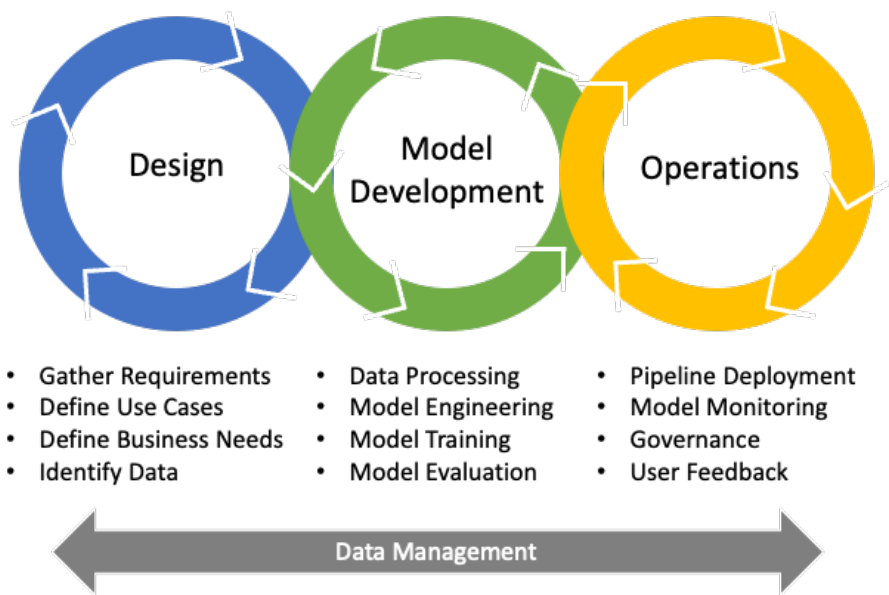 Design
Model
Development
Operations
• Gather Requirements
• Define Use Cases
• Define Business Needs
• Identify Data
• Data Processing
• Model Engineering
• Model Training
• Model Evaluation
• Pipeline Deployment
• Model Monitoring
• Governance
• User Feedback
Data Management